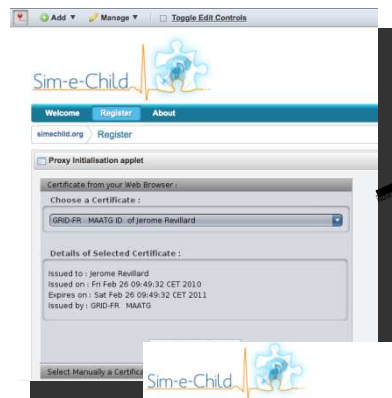 Add Manage Toggle Edit Controls
Sim-e-Child
Welcome Register About
simechild.org Register
Proxy Initialisation applet
Certificate from your Web Browser :
Choose a Certificate :
GRID-FR MAATG ID of Jerome Revillard
Details of Selected Certificate :
Issued to : Jerome Revillard
Issued on : Fri Feb 26 09:49:32 CET 2010
Expires on : Sat Feb 26 09:49:32 CET 2011
Issued by : GRID-FR MAATG
Select Manually a Certifica
Sim-e-Child